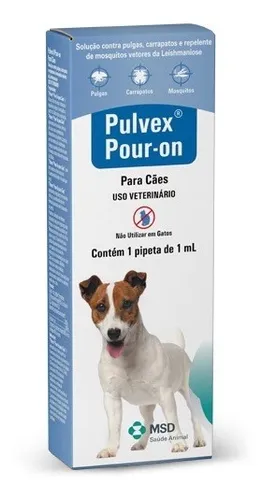 Solução contra pulgas, carrapatos e repelente
de mosquitos vetores da Leishmaniose
Pulgas Carrapatos Mosquitos
Pulvex®
Pour-on
Para Cães
USO VETERINÁRIO
Não Utilizar em Gatos
Contém 1 pipeta de 1 mL
MSD
Saúde Animal